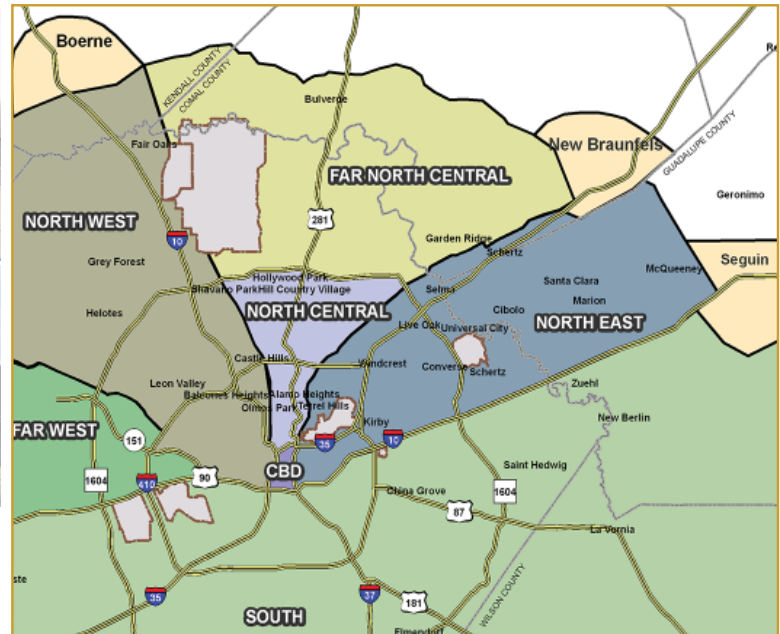 Boerne
KENDALL COUNTY
COMAL COUNTY
Bulverde
Fair Oaks
New Braunfels
GUADALUPE COUNTY
FAR NORTH CENTRAL
Geronimo
NORTH WEST
281
10
Garden Ridge
Schertz
Grey Forest
Seguin
McQueeney
Hollywood Park
Santa Clara
Shavano Park
Hill Country Village
Selma
Marion
Helotes
NORTH CENTRAL
Cibolo
Live Oak
Universal City
NORTH EAST
Castle Hills
Windcrest
Converse
Schertz
Leon Valley
Zuehl
Balcones Heights
Alamo Heights
Olmos Park
Terrel Hills
New Berlin
Kirby
FAR WEST
151
35
10
Saint Hedwig
CBD
1604
410
90
China Grove
1604
87
La Vernia
ste
35
37
181
WILSON COUNTY
SOUTH
Elmendorf